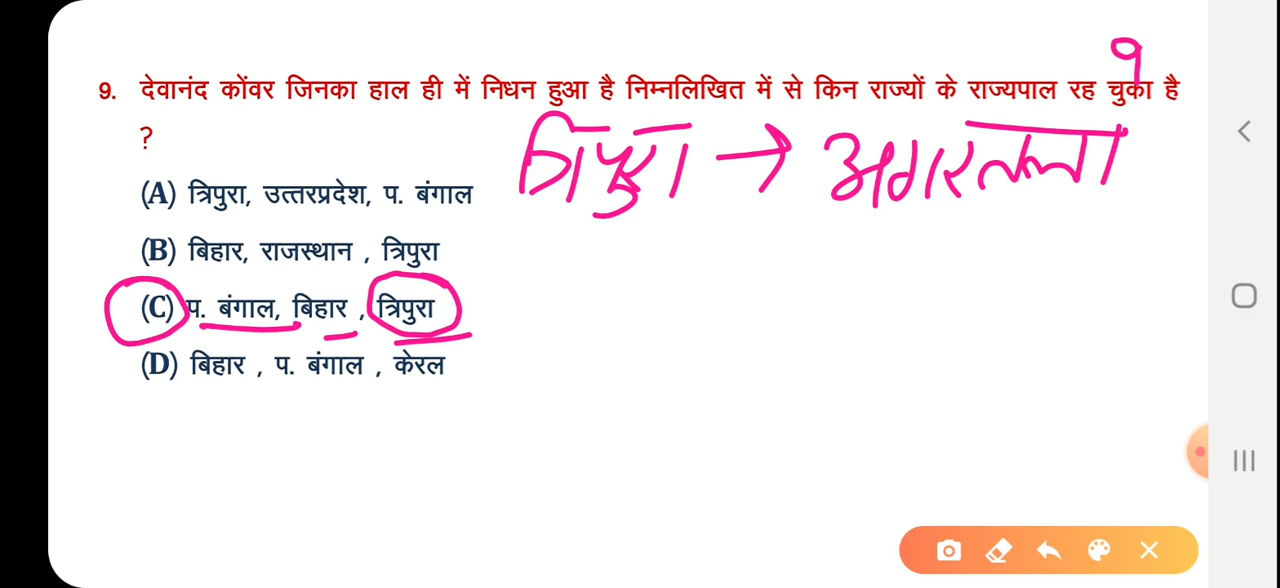 9. देवानंद कोंवर जिनका हाल ही में निधन हुआ है निम्नलिखित में से किन राज्यों के राज्यपाल रह चुका है
?
त्रिपुरा → अगरतला
(A) त्रिपुरा, उत्तरप्रदेश, प. बंगाल
(B) बिहार, राजस्थान , त्रिपुरा
(C) प. बंगाल, बिहार , त्रिपुरा
(D) बिहार , प. बंगाल , केरल